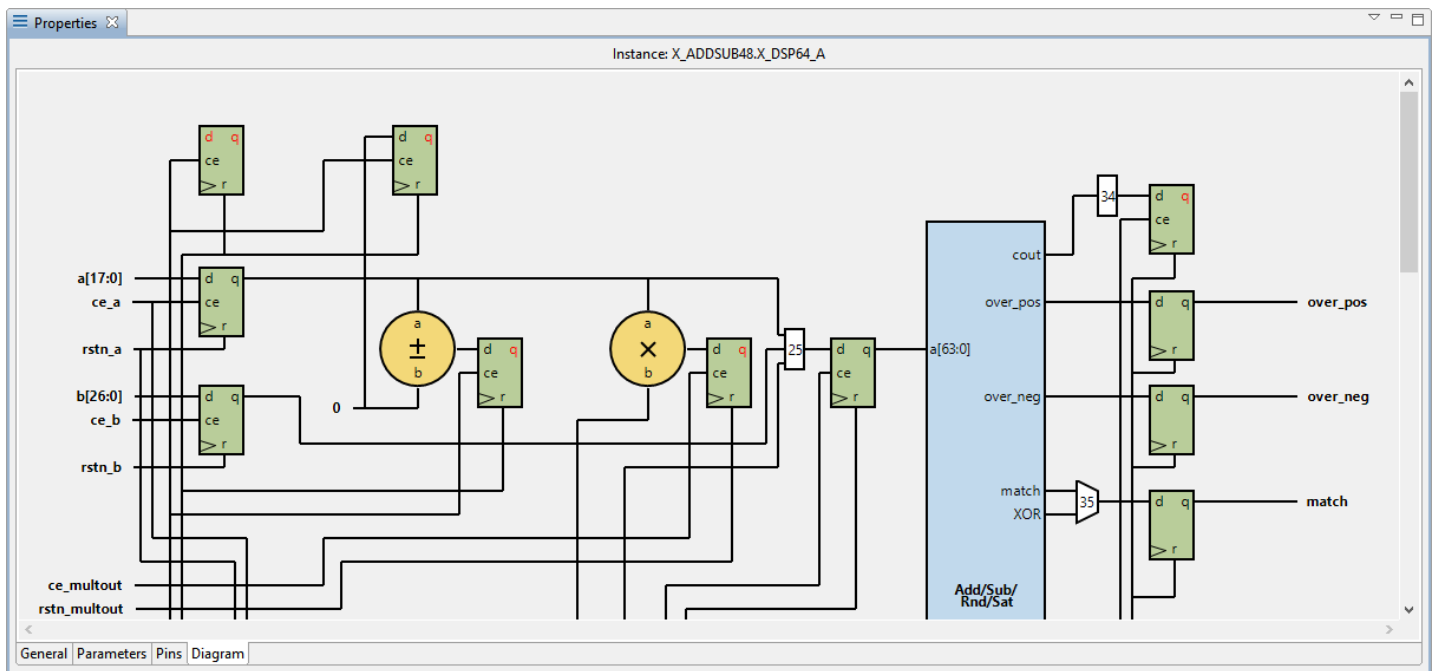 Properties
Instance: X_ADDSUB48.X_DSP64_A
d q
ce
r
d q
ce
r
34
d q
ce
r
cout
a[17:0]
d q
ce_a
ce
rstn_a
r
a
±
b
d q
ce
r
a
×
b
d q
ce
r
25
d q
ce
r
a[63:0]
over_pos
d q
r
over_pos
b[26:0]
d q
ce_b
ce
rstn_b
r
0
over_neg
d q
r
over_neg
match
XOR
35
d q
r
match
ce_multout
rstn_multout
Add/Sub/
Rnd/Sat
General Parameters Pins Diagram